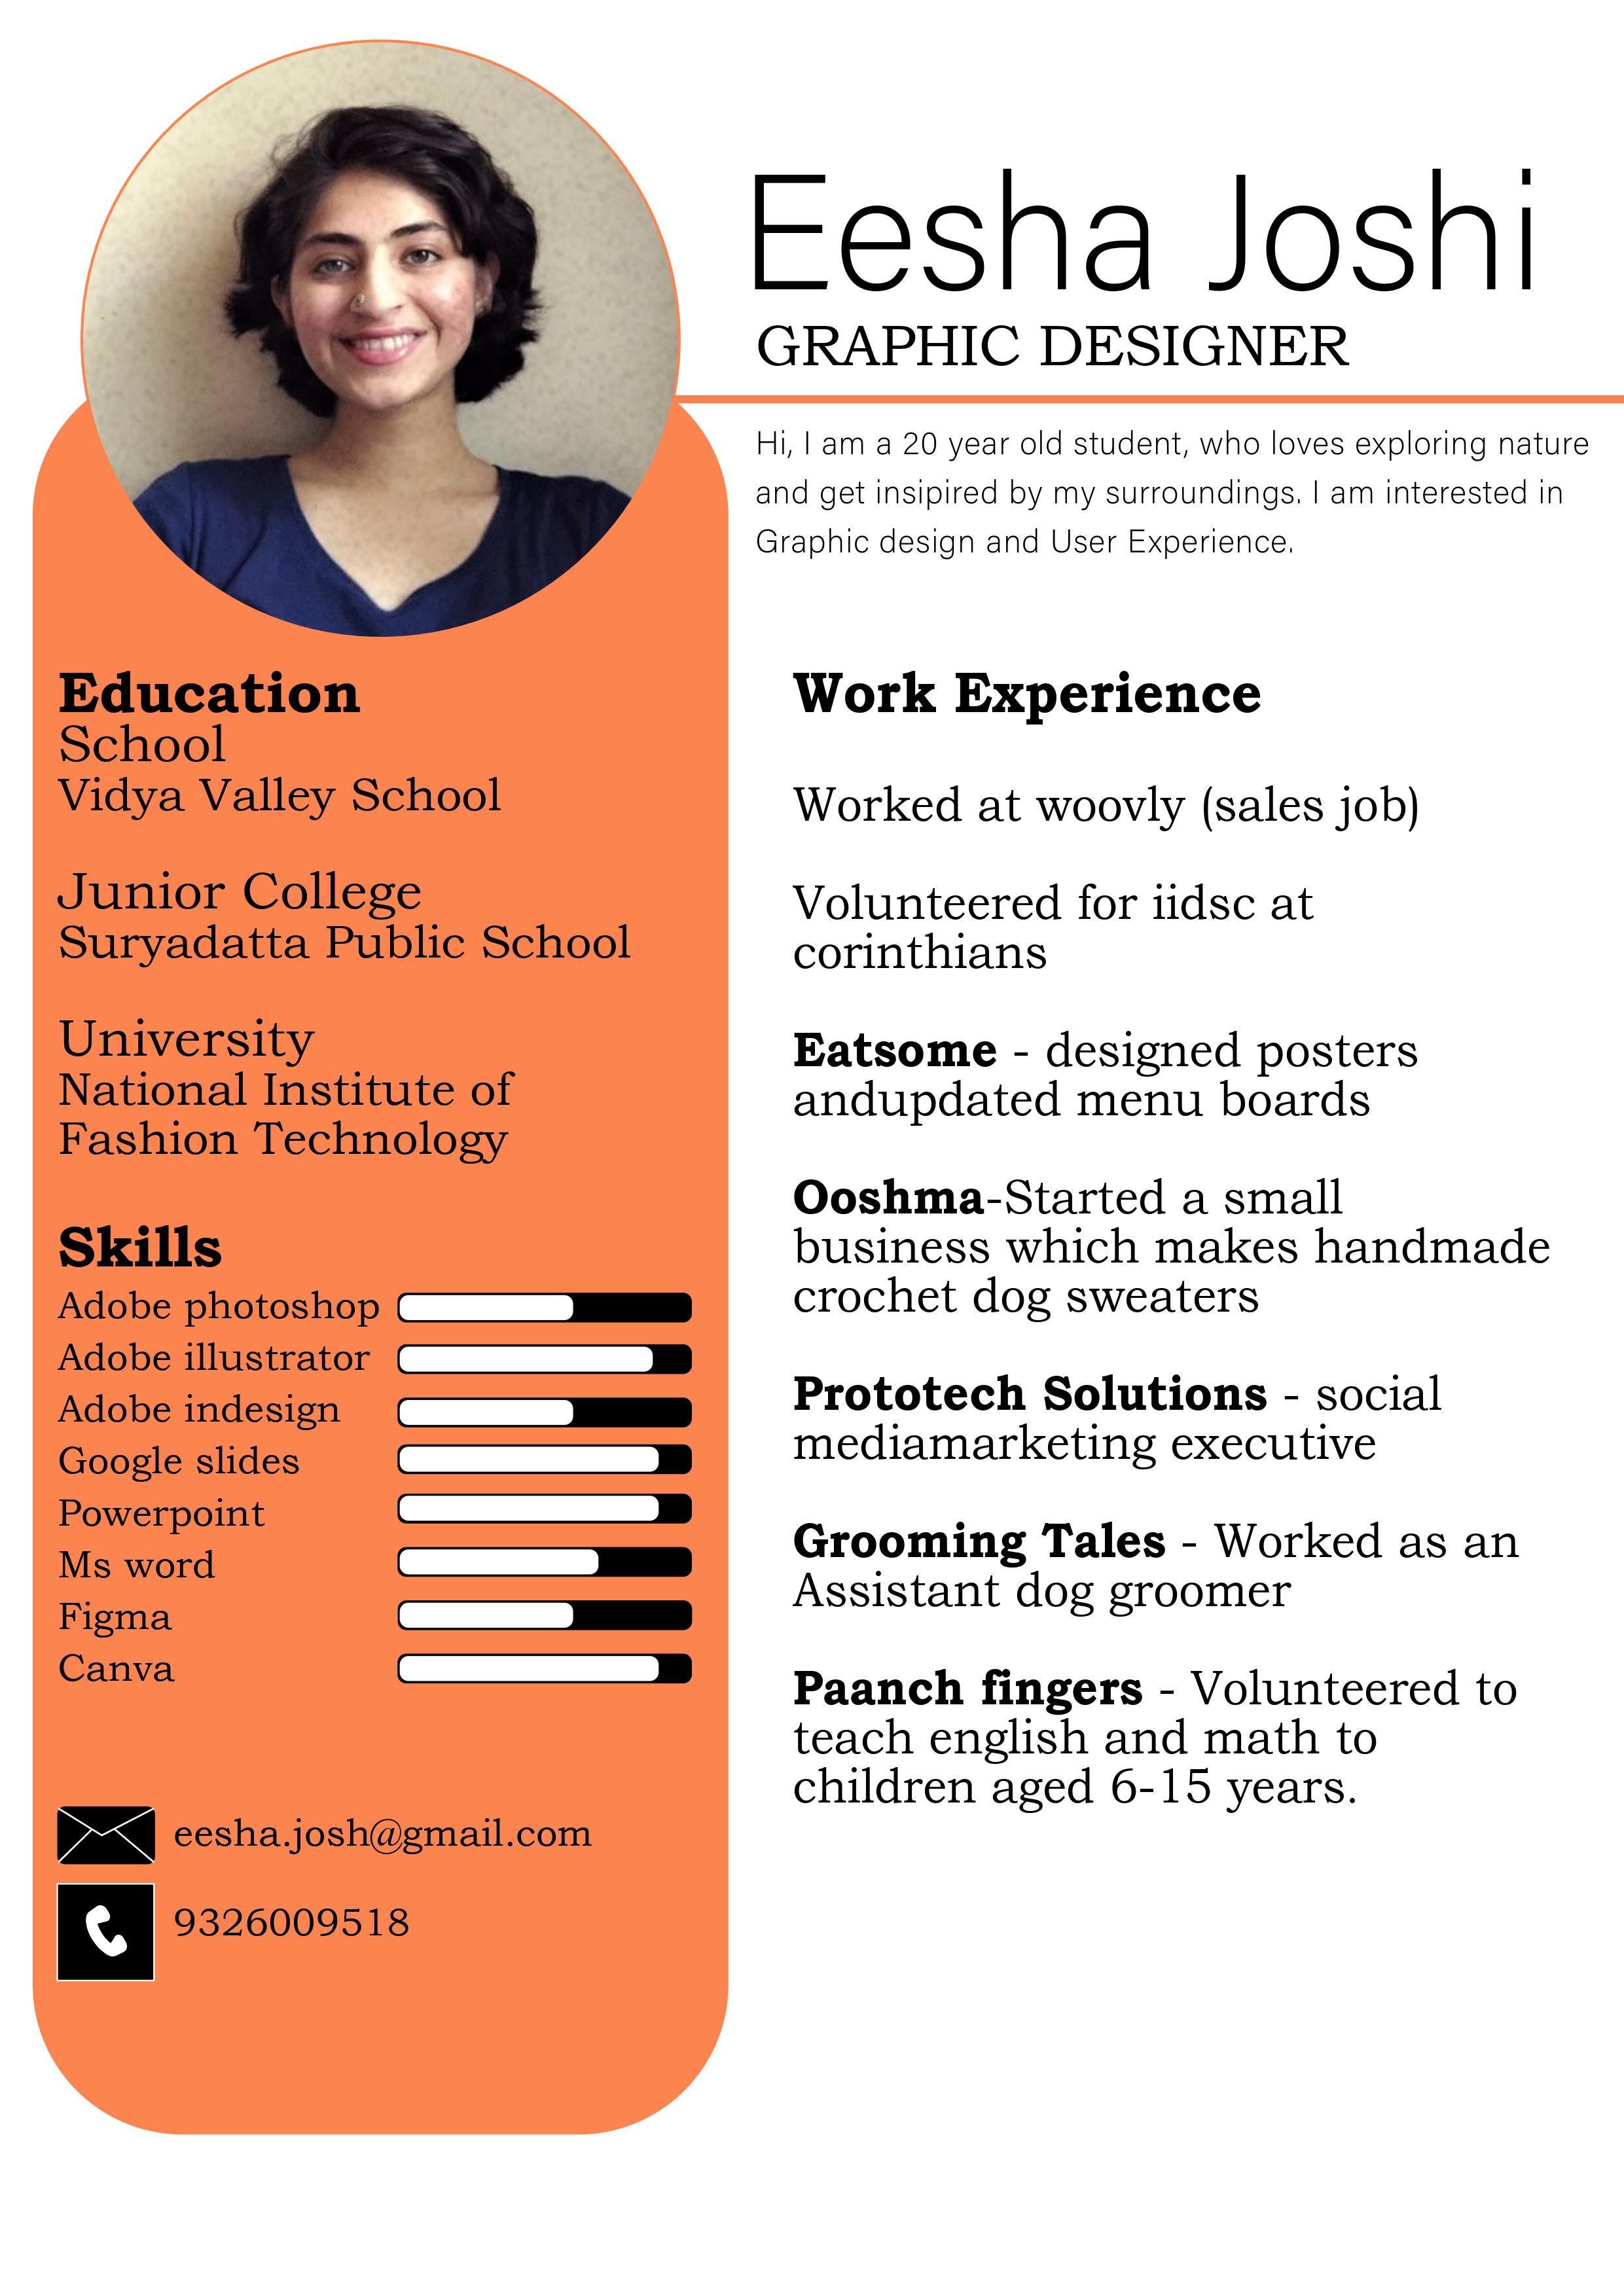 Eesha Joshi
GRAPHIC DESIGNER
Hi, I am a 20 year old student, who loves exploring nature
and get insipired by my surroundings. I am interested in
Graphic design and User Experience.
Education
School
Vidya Valley School
Junior College
Suryadatta Public School
University
National Institute of
Fashion Technology
Skills
Adobe photoshop
Adobe illustrator
Adobe indesign
Google slides
Powerpoint
Ms word
Figma
Canva
eesha.josh@gmail.com
9326009518
Work Experience
Worked at woovly (sales job)
Volunteered for iidsc at
corinthians
Eatsome - designed posters
andupdated menu boards
Ooshma-Started a small
business which makes handmade
crochet dog sweaters
Prototech Solutions - social
mediamarketing executive
Grooming Tales - Worked as an
Assistant dog groomer
Paanch fingers - Volunteered to
teach english and math to
children aged 6-15 years.